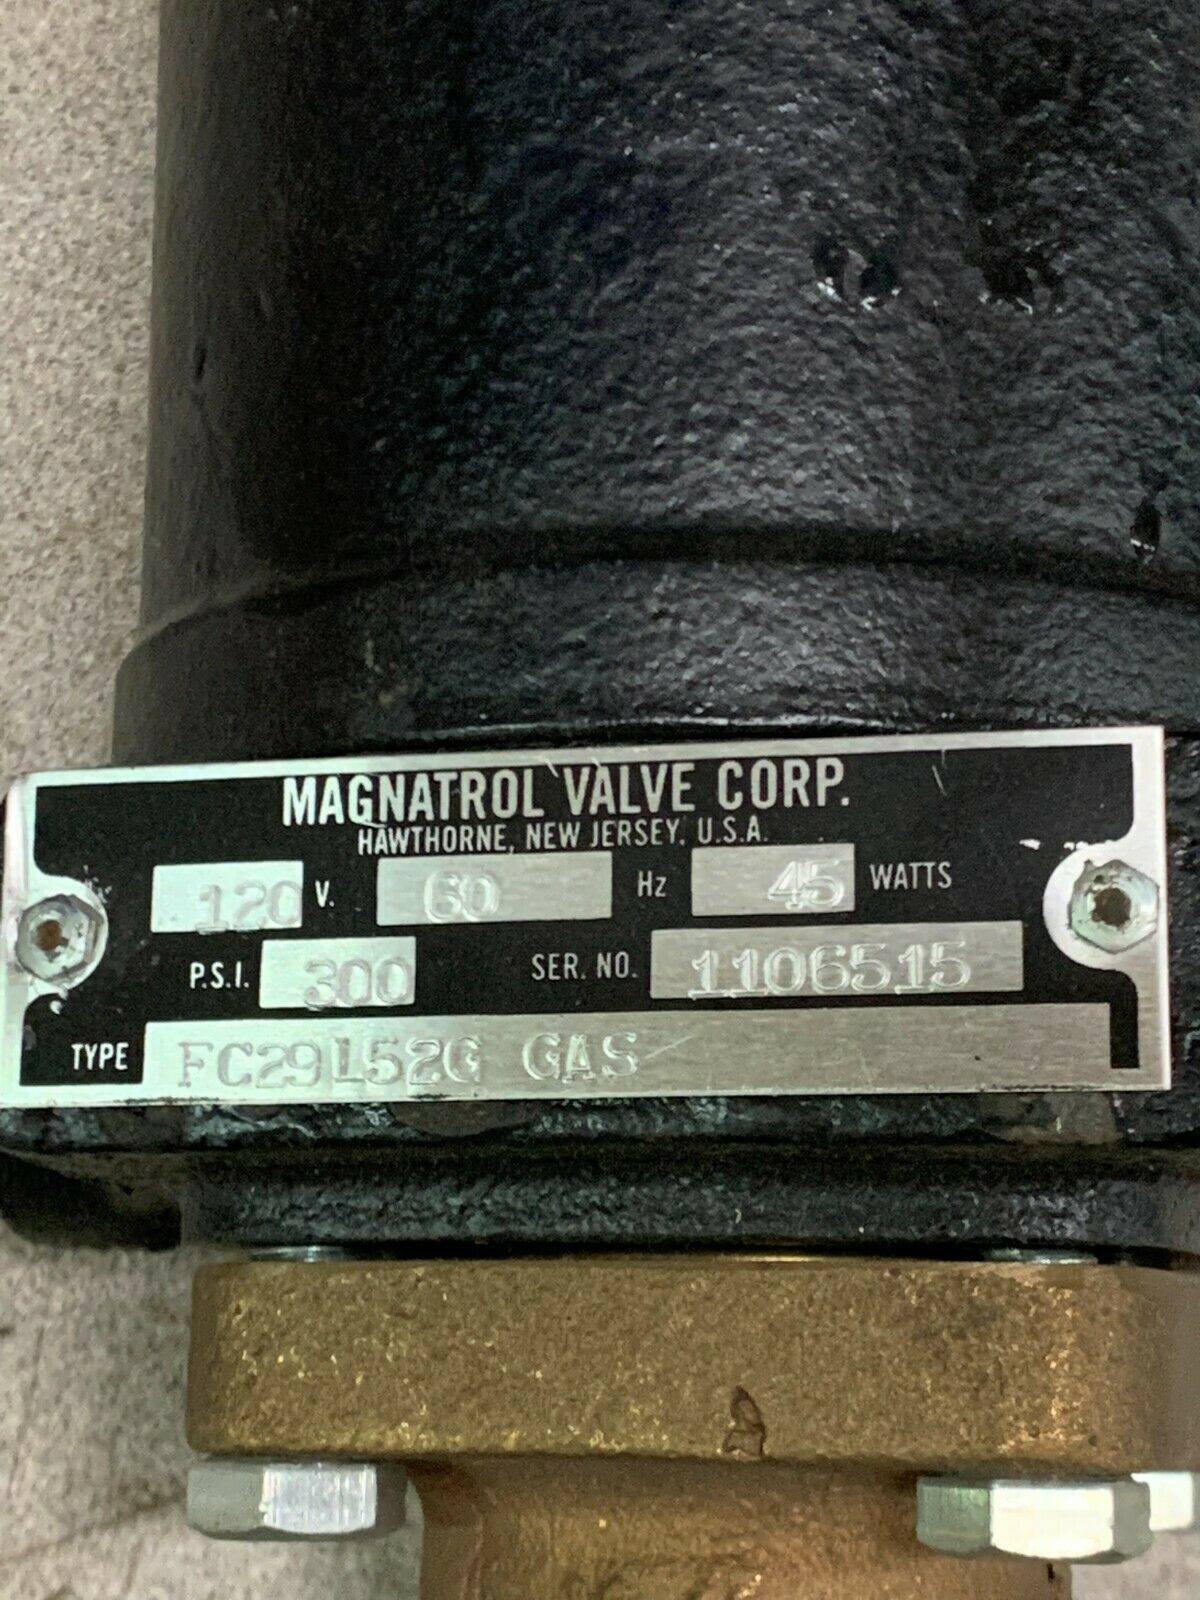 MAGNATROL VALVE CORP.
HAWTHORNE, NEW JERSEY, U.S.A.
120 V. 60 Hz 45 WATTS
P.S.I. 300 SER. NO. 1106515
TYPE FC29L52G GAS